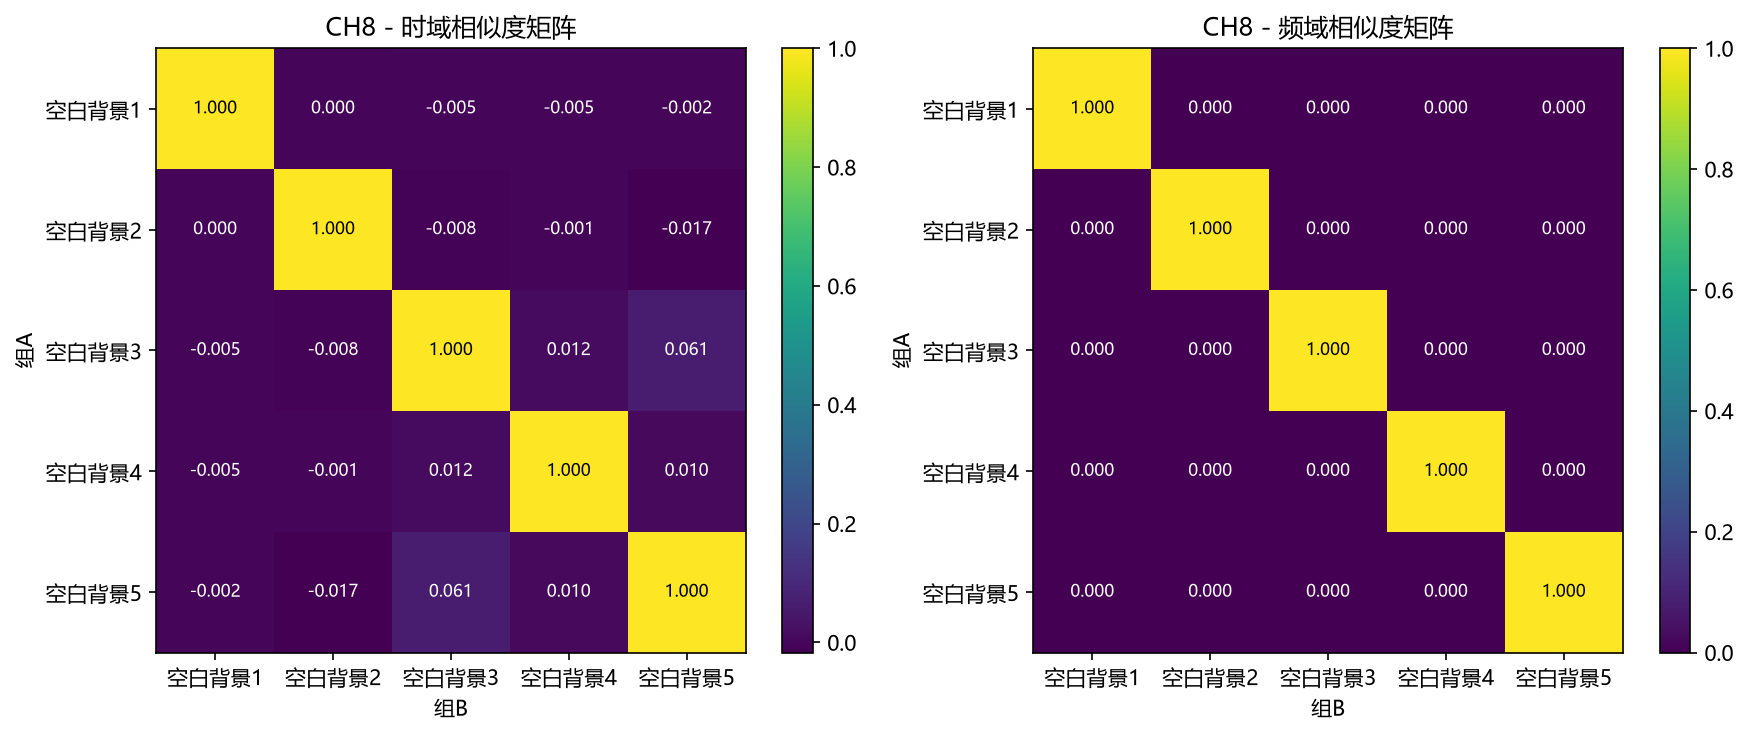 CH8 - 时域相似度矩阵
空白背景1 1.000 0.000 -0.005 -0.005 -0.002
空白背景2 0.000 1.000 -0.008 -0.001 -0.017
空白背景3 -0.005 -0.008 1.000 0.012 0.061
空白背景4 -0.005 -0.001 0.012 1.000 0.010
空白背景5 -0.002 -0.017 0.061 0.010 1.000
空白背景1 空白背景2 空白背景3 空白背景4 空白背景5
组B
组A
1.0
0.8
0.6
0.4
0.2
0.0
CH8 - 频域相似度矩阵
空白背景1 1.000 0.000 0.000 0.000 0.000
空白背景2 0.000 1.000 0.000 0.000 0.000
空白背景3 0.000 0.000 1.000 0.000 0.000
空白背景4 0.000 0.000 0.000 1.000 0.000
空白背景5 0.000 0.000 0.000 0.000 1.000
空白背景1 空白背景2 空白背景3 空白背景4 空白背景5
组B
组A
1.0
0.8
0.6
0.4
0.2
0.0